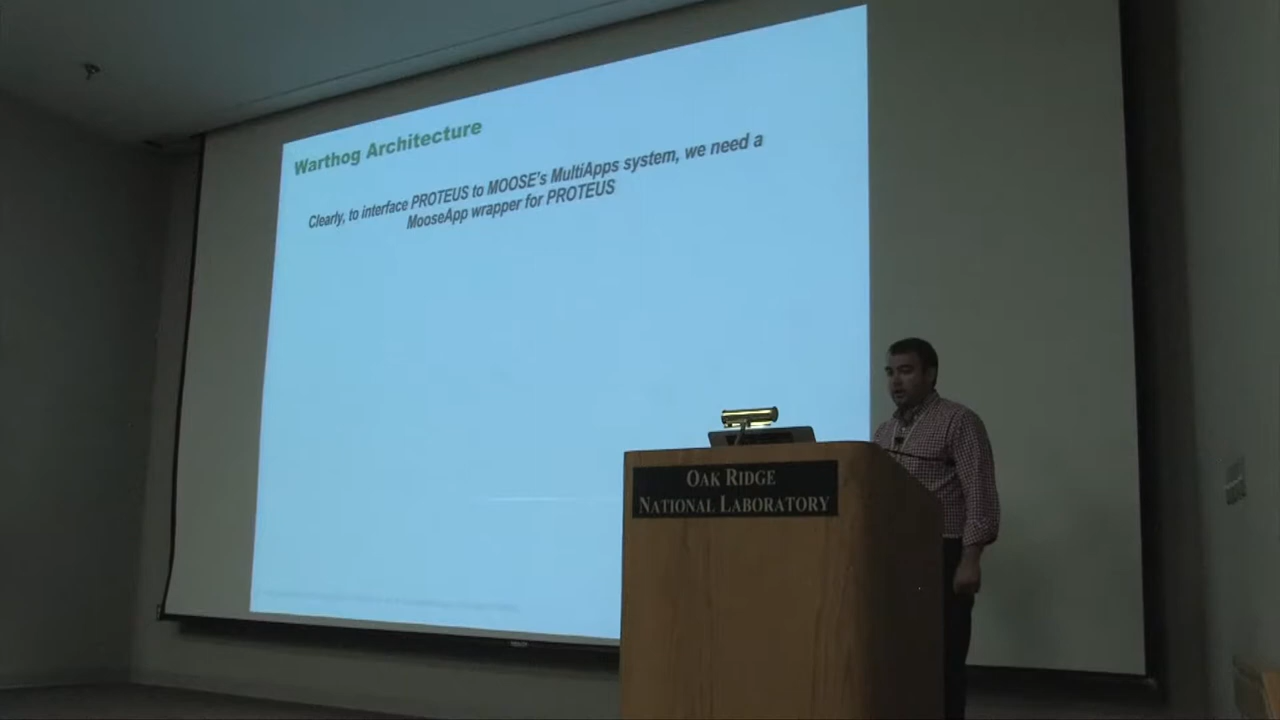 Warthog Architecture
Clearly, to interface PROTEUS to MOOSE's MultiApps system, we need a
MooseApp wrapper for PROTEUS
OAK RIDGE
NATIONAL LABORATORY